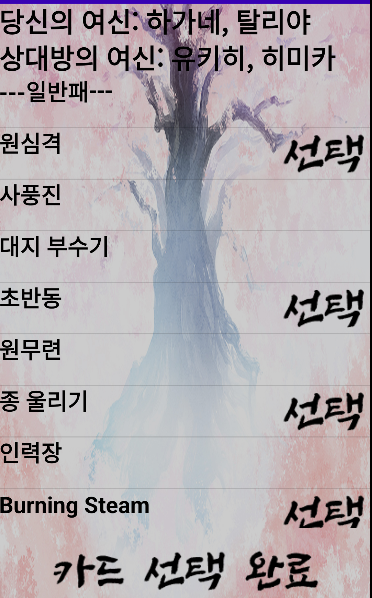 당신의 여신: 하가네, 탈리야
상대방의 여신: 유키히, 히미카
---일반패---
원심격 선택
사풍진
대지 부수기
초반동 선택
원무련
종 울리기 선택
인력장
Burning Steam 선택
카드 선택 완료